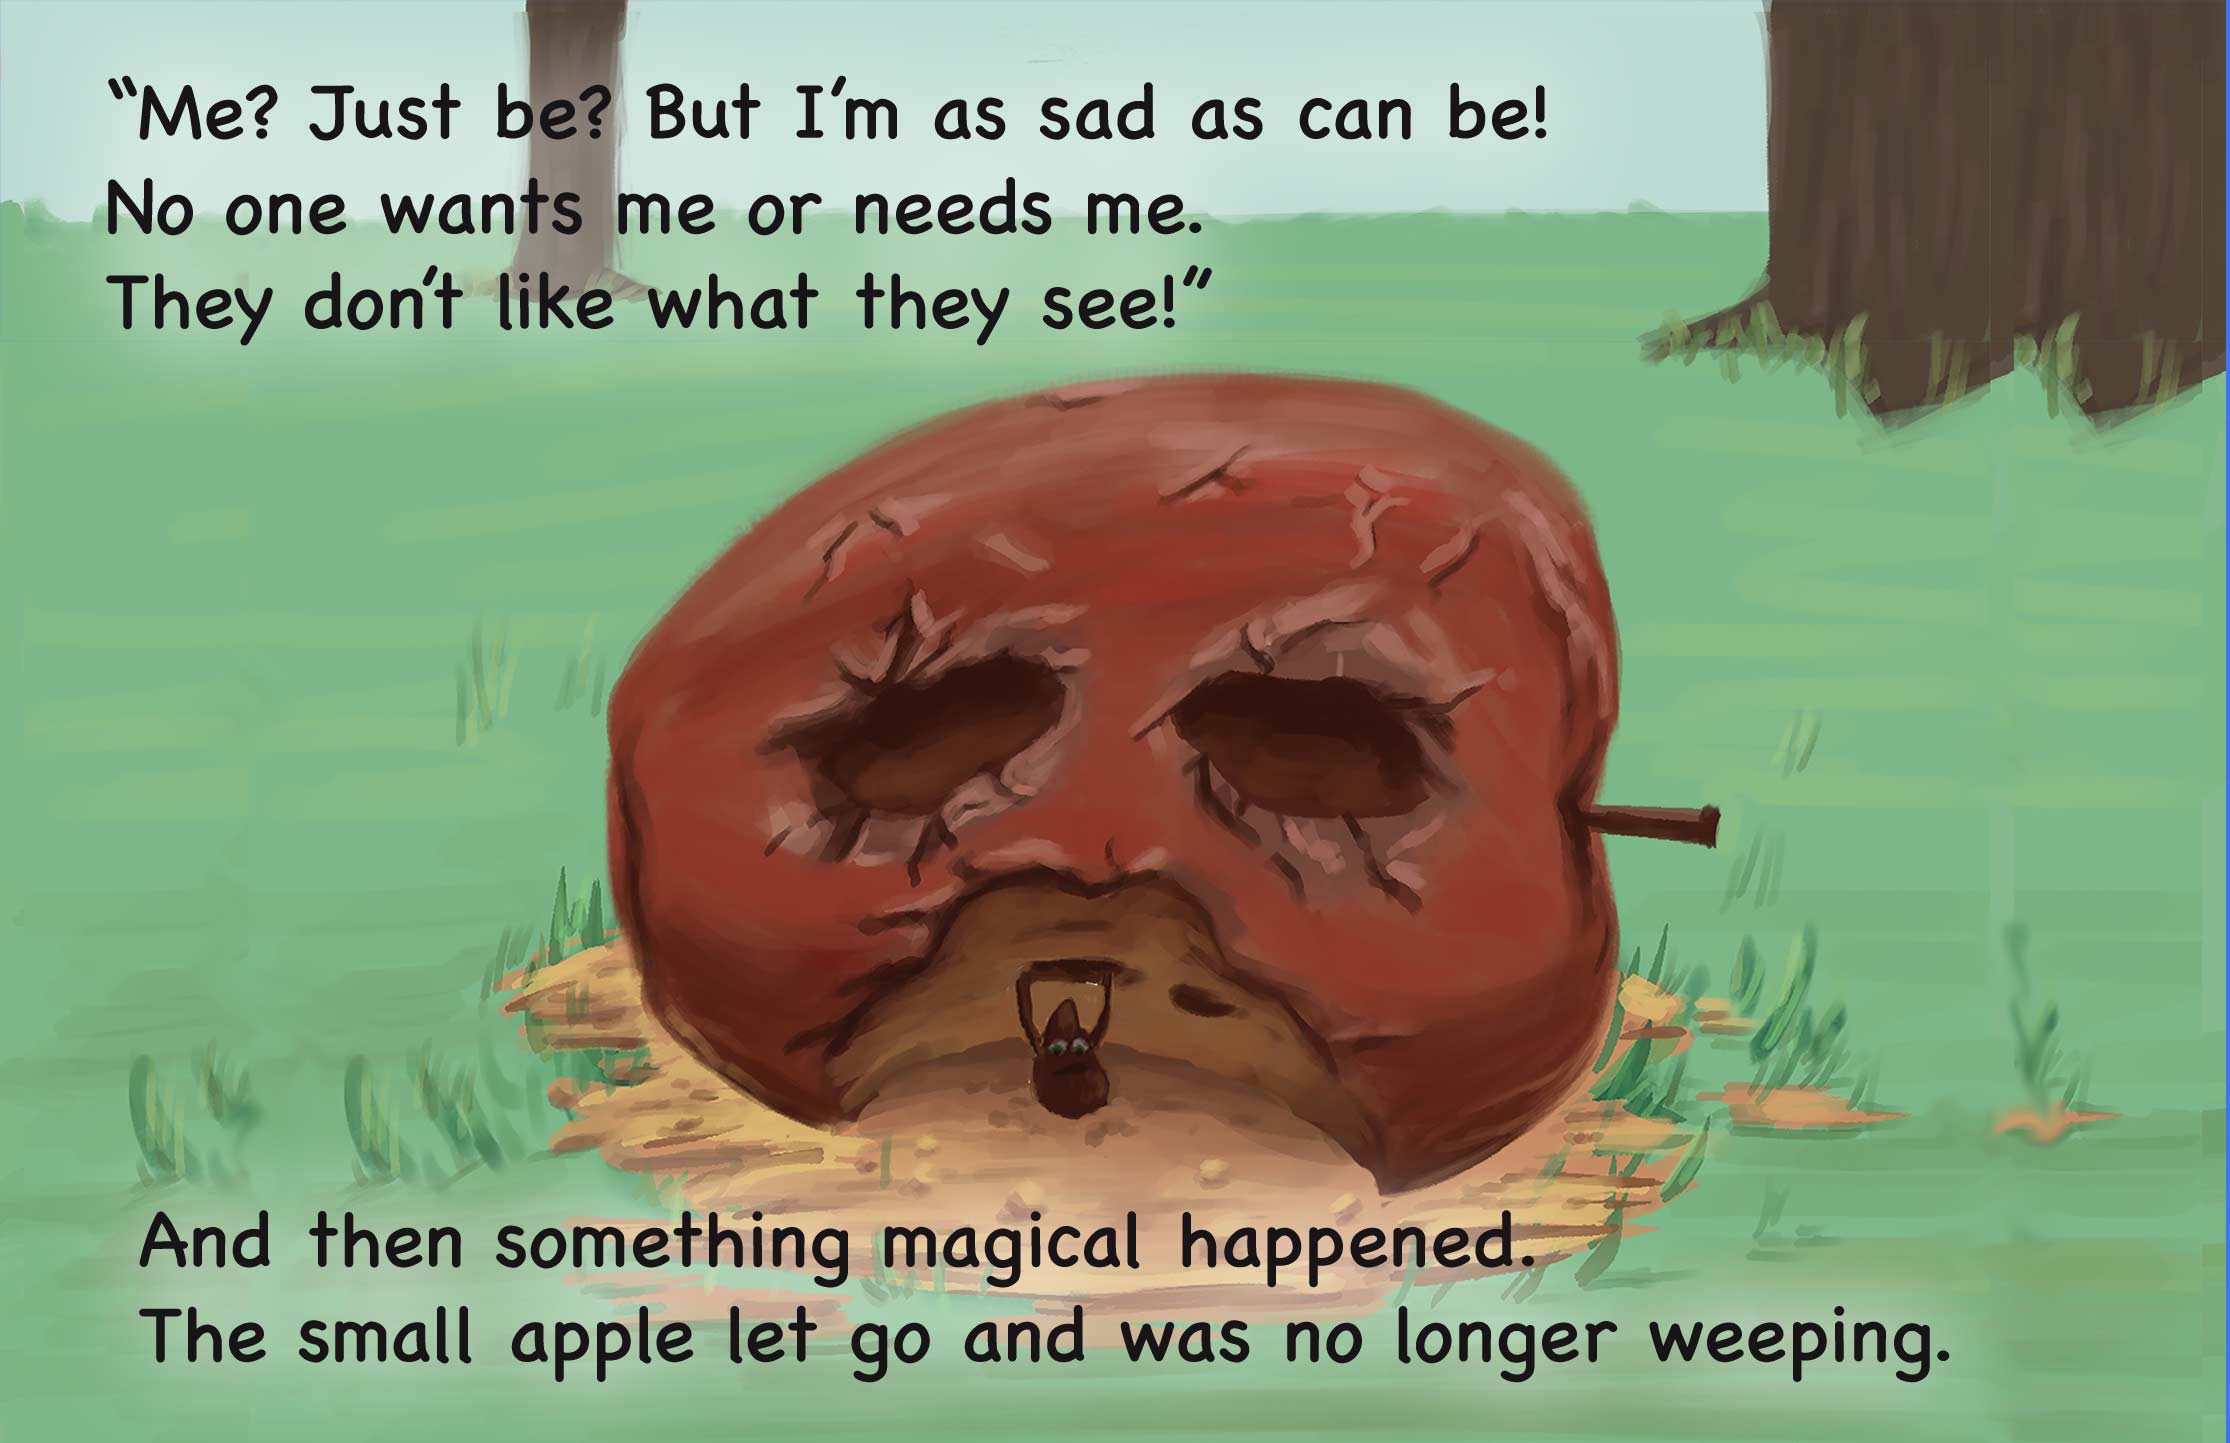 “Me? Just be? But I’m as sad as can be!
No one wants me or needs me.
They don’t like what they see!”
And then something magical happened.
The small apple let go and was no longer weeping.